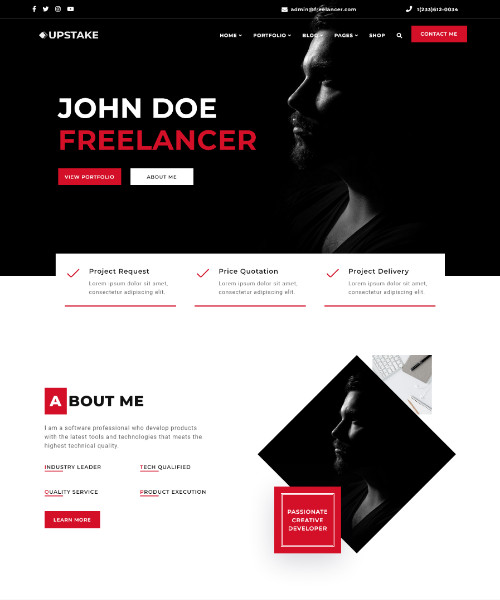 admin@freelancer.com
1(233)612-0034
UPSTAKE
HOME PORTFOLIO BLOG PAGES SHOP
CONTACT ME
JOHN DOE
FREELANCER
VIEW PORTFOLIO
ABOUT ME
Project Request
Lorem ipsum dolor sit amet,
consectetur adipiscing elit.
Price Quotation
Lorem ipsum dolor sit amet,
consectetur adipiscing elit.
Project Delivery
Lorem ipsum dolor sit amet,
consectetur adipiscing elit.
ABOUT ME
I am a software professional who develop products
with the latest tools and technologies that meets the
highest technical quality.
INDUSTRY LEADER
TECH QUALIFIED
QUALITY SERVICE
PRODUCT EXECUTION
LEARN MORE
PASSIONATE
CREATIVE
DEVELOPER